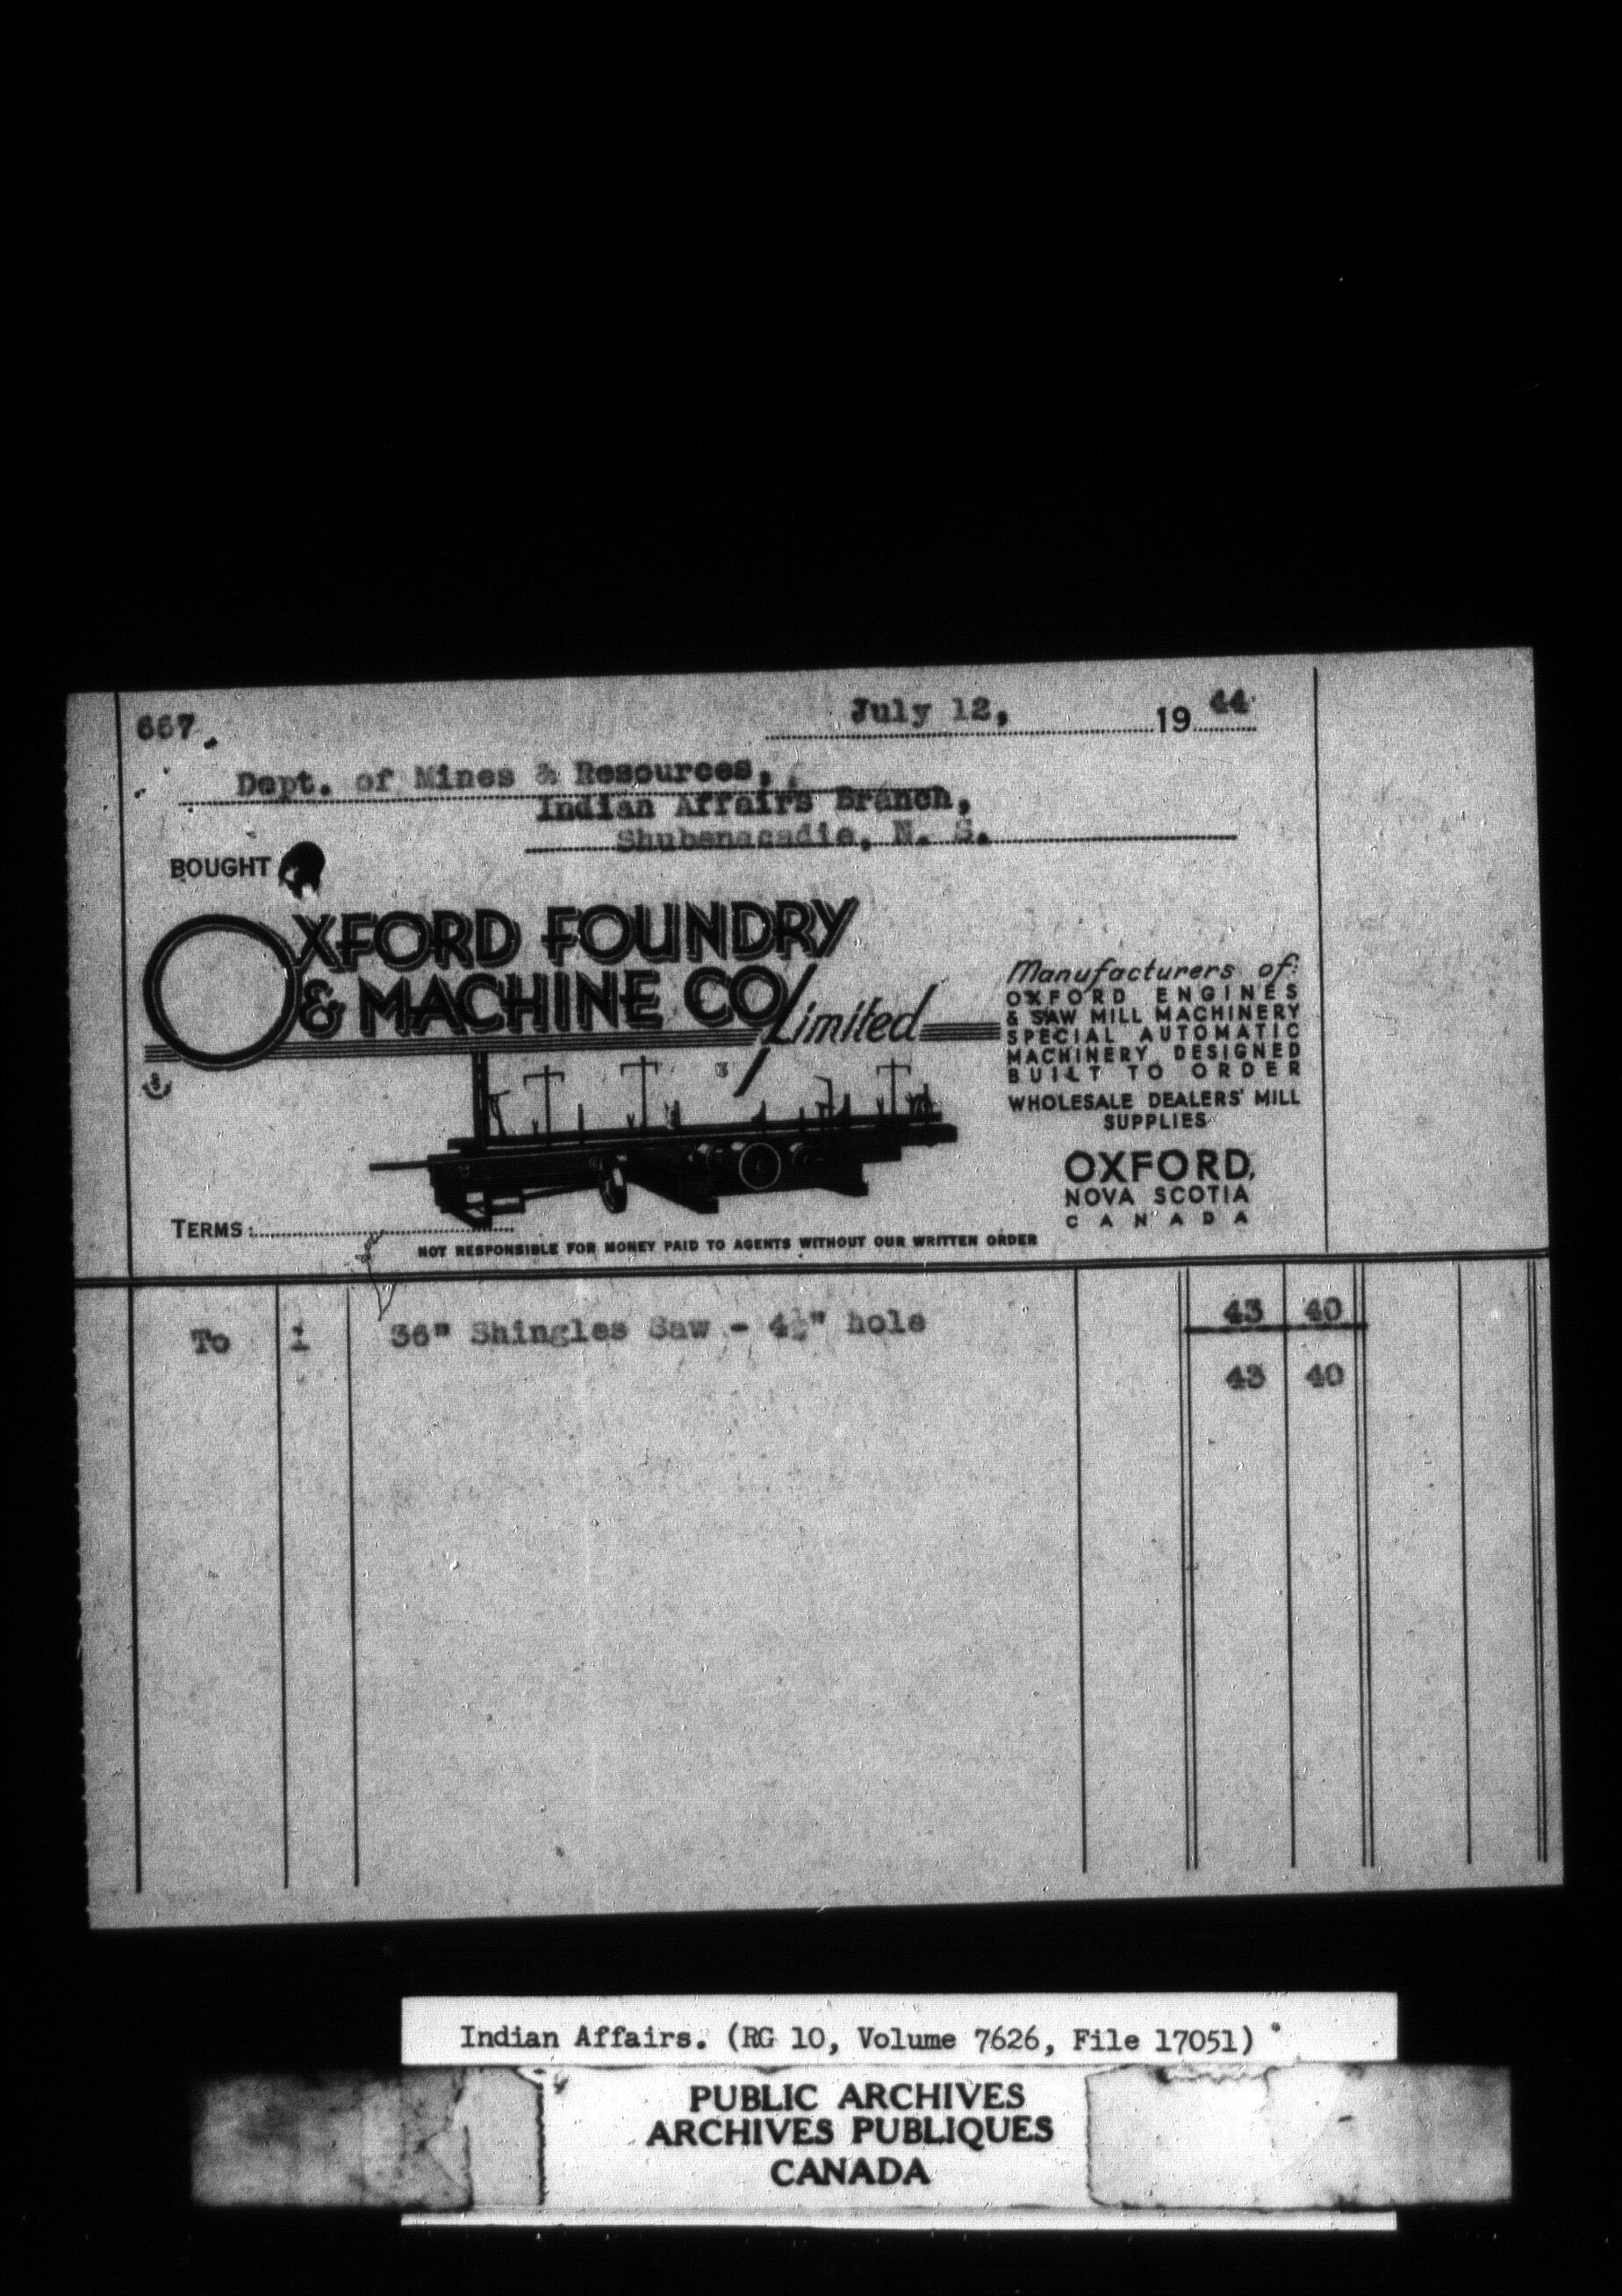 667.
July 12, 19 44
Dept. of Mines & Resources,
Indian Affairs Branch,
Shubenacadie, N. S.
BOUGHT
OXFORD FOUNDRY
& MACHINE CO Limited
Manufacturers of:
OXFORD ENGINES
& SAW MILL MACHINERY
SPECIAL AUTOMATIC
MACHINERY DESIGNED
BUILT TO ORDER
WHOLESALE DEALERS' MILL
SUPPLIES
OXFORD,
NOVA SCOTIA
CANADA
TERMS:
NOT RESPONSIBLE FOR MONEY PAID TO AGENTS WITHOUT OUR WRITTEN ORDER
To 1 36" Shingles Saw - 4½" hole 43 40
43 40
Indian Affairs. (RG 10, Volume 7626, File 17051)
PUBLIC ARCHIVES
ARCHIVES PUBLIQUES
CANADA